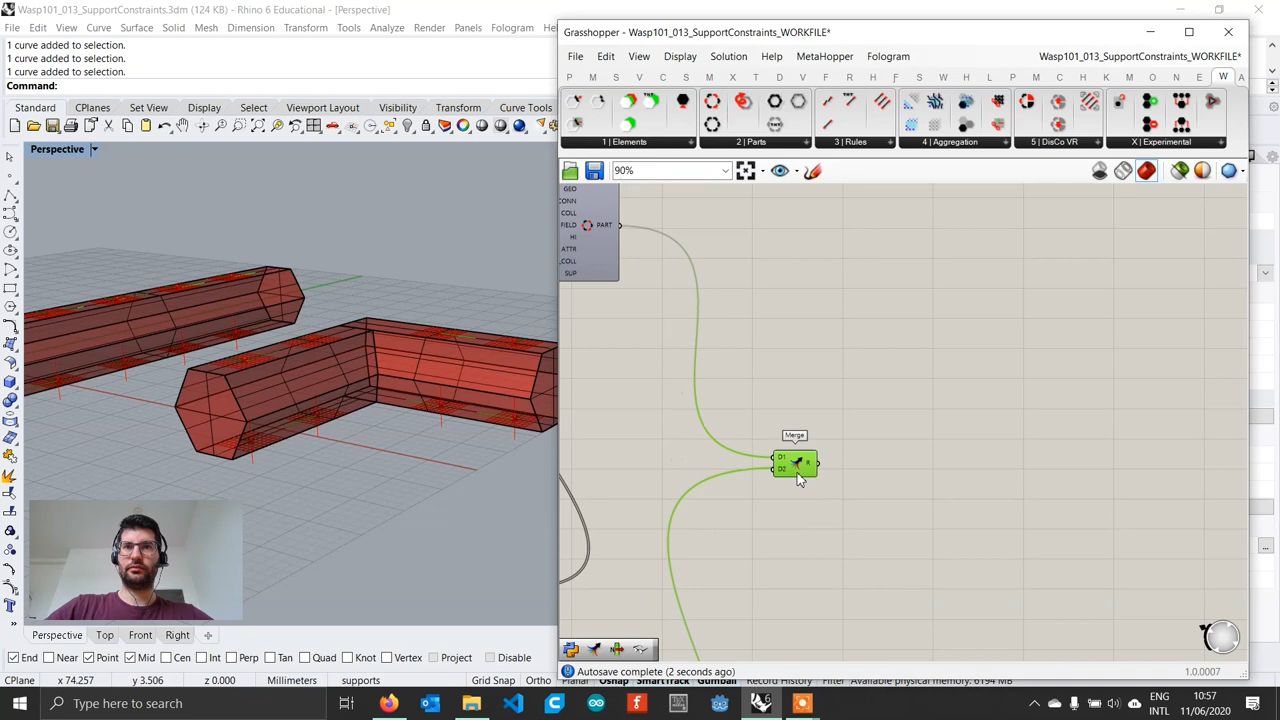 Wasp101_013_SupportConstraints.3dm (124 KB) - Rhino 6 Educational - [Perspective]
File Edit View Curve Surface Solid Mesh Dimension Transform Tools Analyze Render Panels Fologram
1 curve added to selection.
1 curve added to selection.
1 curve added to selection.
Command:
Standard CPlanes Set View Display Select Viewport Layout Visibility Transform Curve Tools
Perspective
Grasshopper - Wasp101_013_SupportConstraints_WORKFILE*
File Edit View Display Solution Help MetaHopper Fologram
Wasp101_013_SupportConstraints_WORKFILE*
P M S V C S M X T D V F R H F X H L P M C M O N E W A
1 | Elements 2 | Parts 3 | Rules 4 | Aggregation 5 | DisCo VR X | Experimental
90%
GEO
CONN
COLL
FIELD PART
HI
ATTR
_COLL
SUP
Merge
D1
D2
R
Perspective Top Front Right
End Near Point Mid Cen Int Perp Tan Quad Knot Vertex Project Disable
Autosave complete (2 seconds ago)
1.0.0007
CPlane x 74.257 y 3.506 z 0.000 Millimeters supports Grid Snap Ortho Planar Osnap SmartTrack Gumball Record History Filter Available physical memory: 6194 MB
Type here to search
ENG
INTL
10:57
11/06/2020